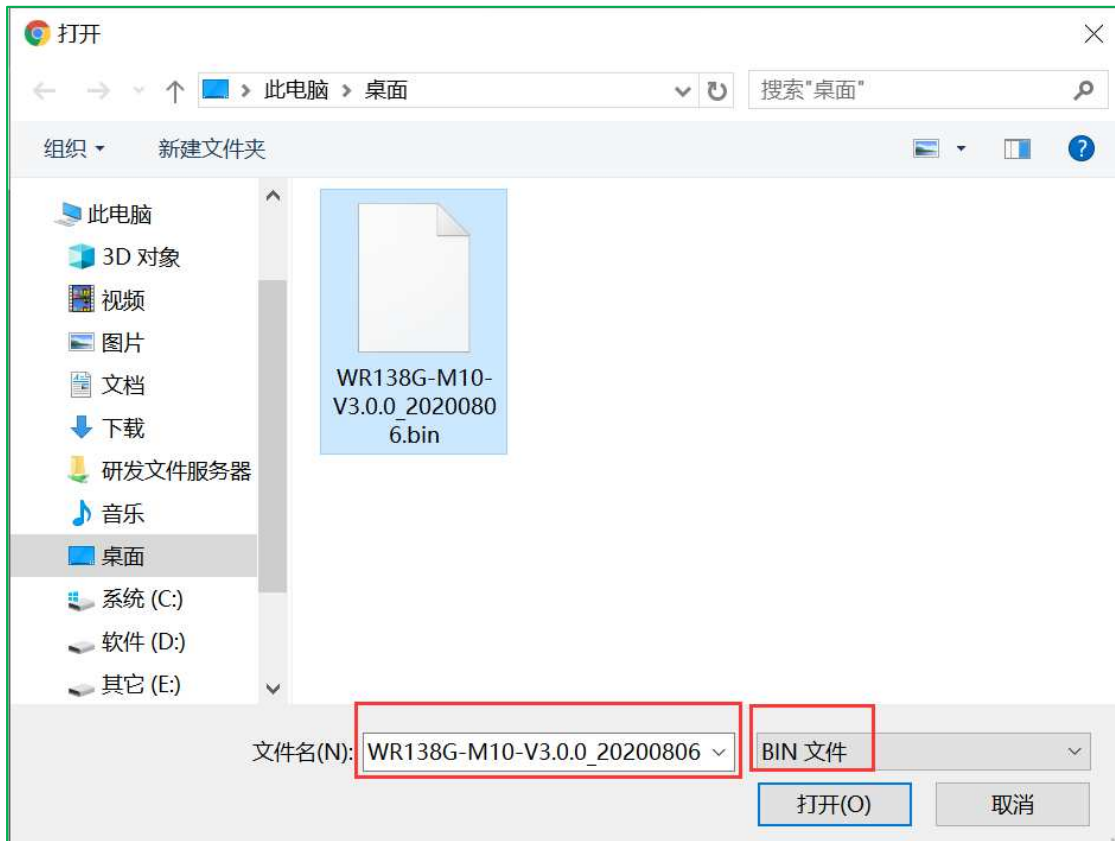 打开
此电脑 > 桌面
搜索"桌面"
组织
新建文件夹
?
此电脑
3D 对象
视频
图片
文档
下载
研发文件服务器
音乐
桌面
系统 (C:)
软件 (D:)
其它 (E:)
WR138G-M10-
V3.0.0_2020080
6.bin
文件名(N):
WR138G-M10-V3.0.0_20200806
BIN 文件
打开(O)
取消